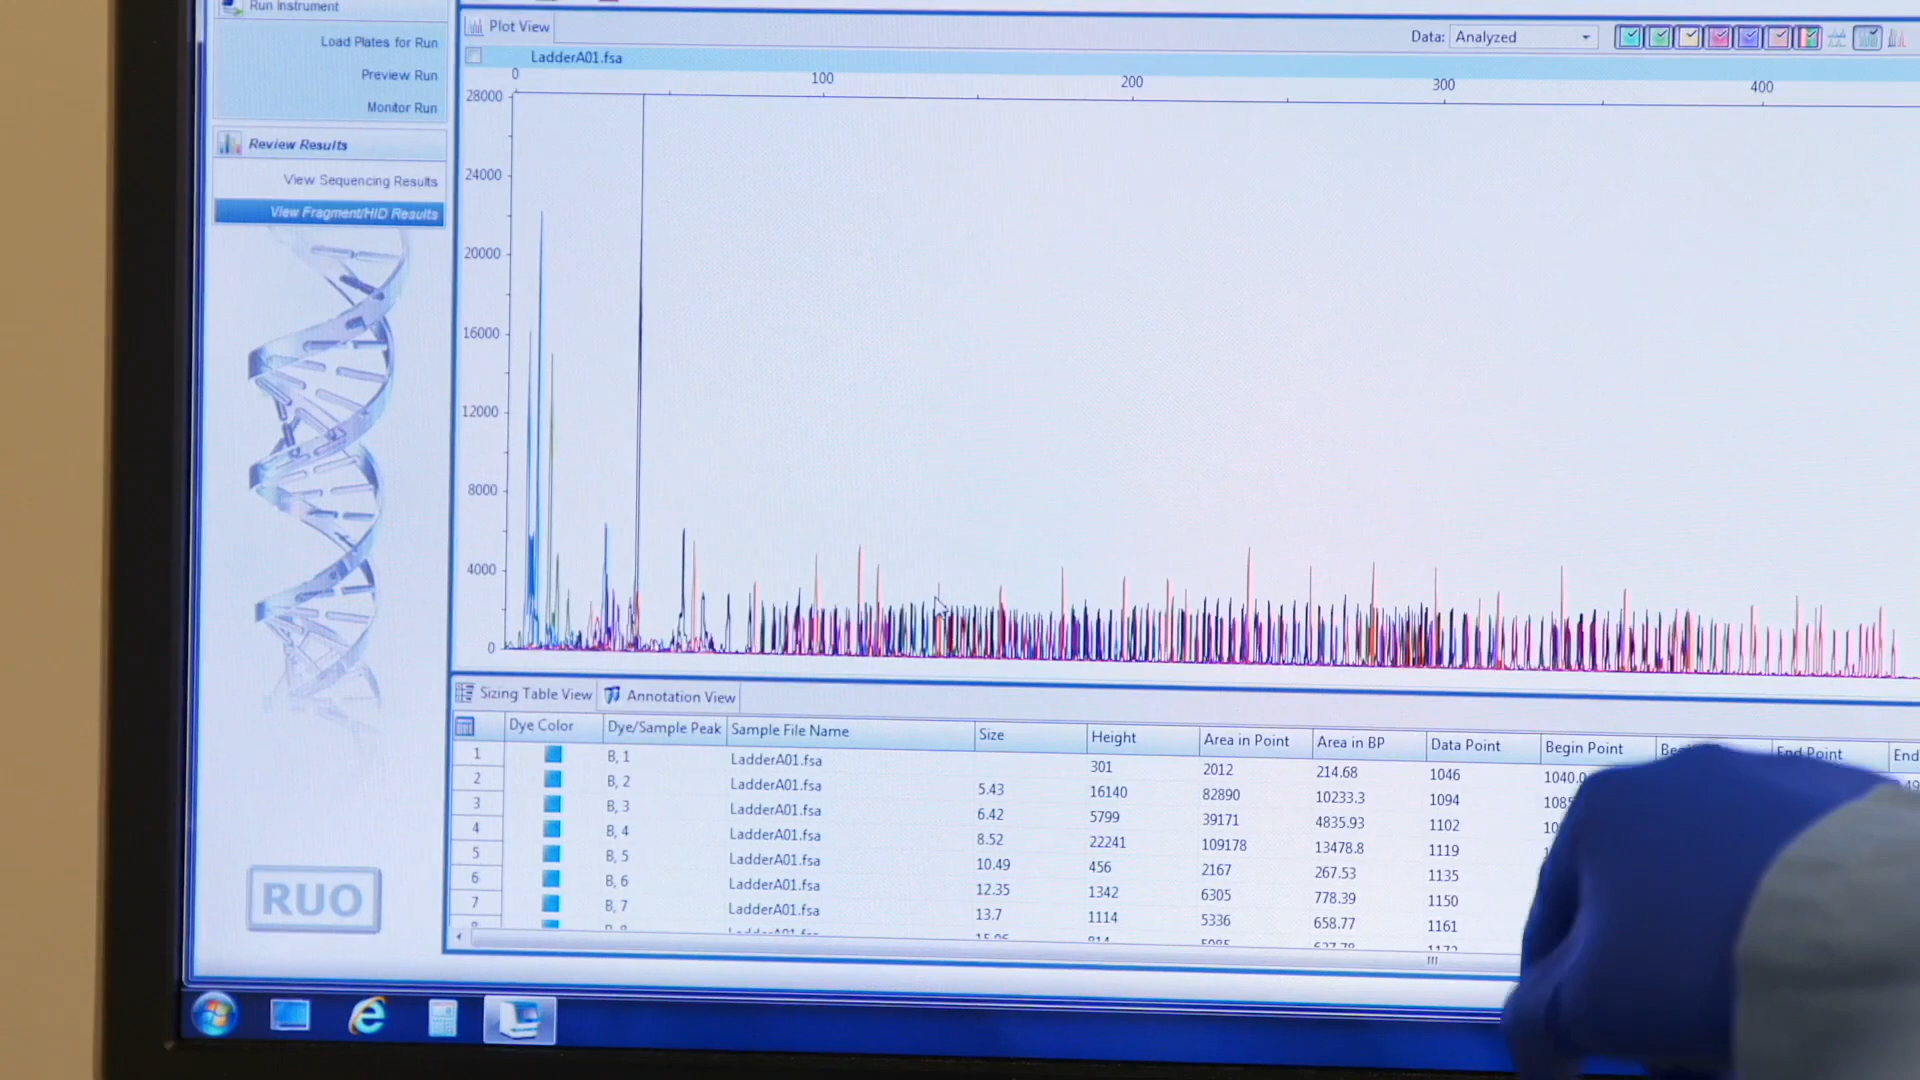 Run Instrument
Load Plates for Run
Preview Run
Monitor Run
Review Results
View Sequencing Results
View Fragment/HID Results
RUO
Plot View
Data: Analyzed
LadderA01.fsa
0 100 200 300 400
28000
24000
20000
16000
12000
8000
4000
0
Sizing Table View Annotation View
Dye Color Dye/Sample Peak Sample File Name Size Height Area in Point Area in BP Data Point Begin Point End Point End
1 B, 1 LadderA01.fsa 301 2012 214.68 1046 1040.0
2 B, 2 LadderA01.fsa 5.43 16140 82890 10233.3 1094
3 B, 3 LadderA01.fsa 6.42 5799 39171 4835.93 1102
4 B, 4 LadderA01.fsa 8.52 22241 109178 13478.8 1119
5 B, 5 LadderA01.fsa 10.49 456 2167 267.53 1135
6 B, 6 LadderA01.fsa 12.35 1342 6305 778.39 1150
7 B, 7 LadderA01.fsa 13.7 1114 5336 658.77 1161